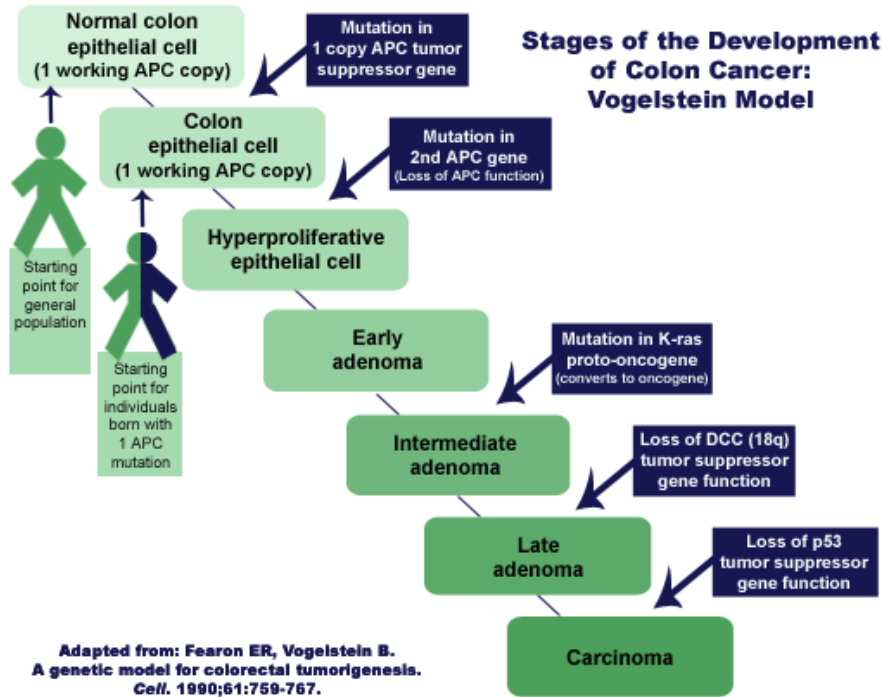 Stages of the Development
of Colon Cancer:
Vogelstein Model
Normal colon
epithelial cell
(1 working APC copy)
Mutation in
1 copy APC tumor
suppressor gene
Colon
epithelial cell
(1 working APC copy)
Mutation in
2nd APC gene
(Loss of APC function)
Hyperproliferative
epithelial cell
Starting
point for
general
population
Starting
point for
individuals
born with
1 APC
mutation
Early
adenoma
Mutation in K-ras
proto-oncogene
(converts to oncogene)
Intermediate
adenoma
Loss of DCC (18q)
tumor suppressor
gene function
Late
adenoma
Loss of p53
tumor suppressor
gene function
Carcinoma
Adapted from: Fearon ER, Vogelstein B.
A genetic model for colorectal tumorigenesis.
Cell. 1990;61:759-767.